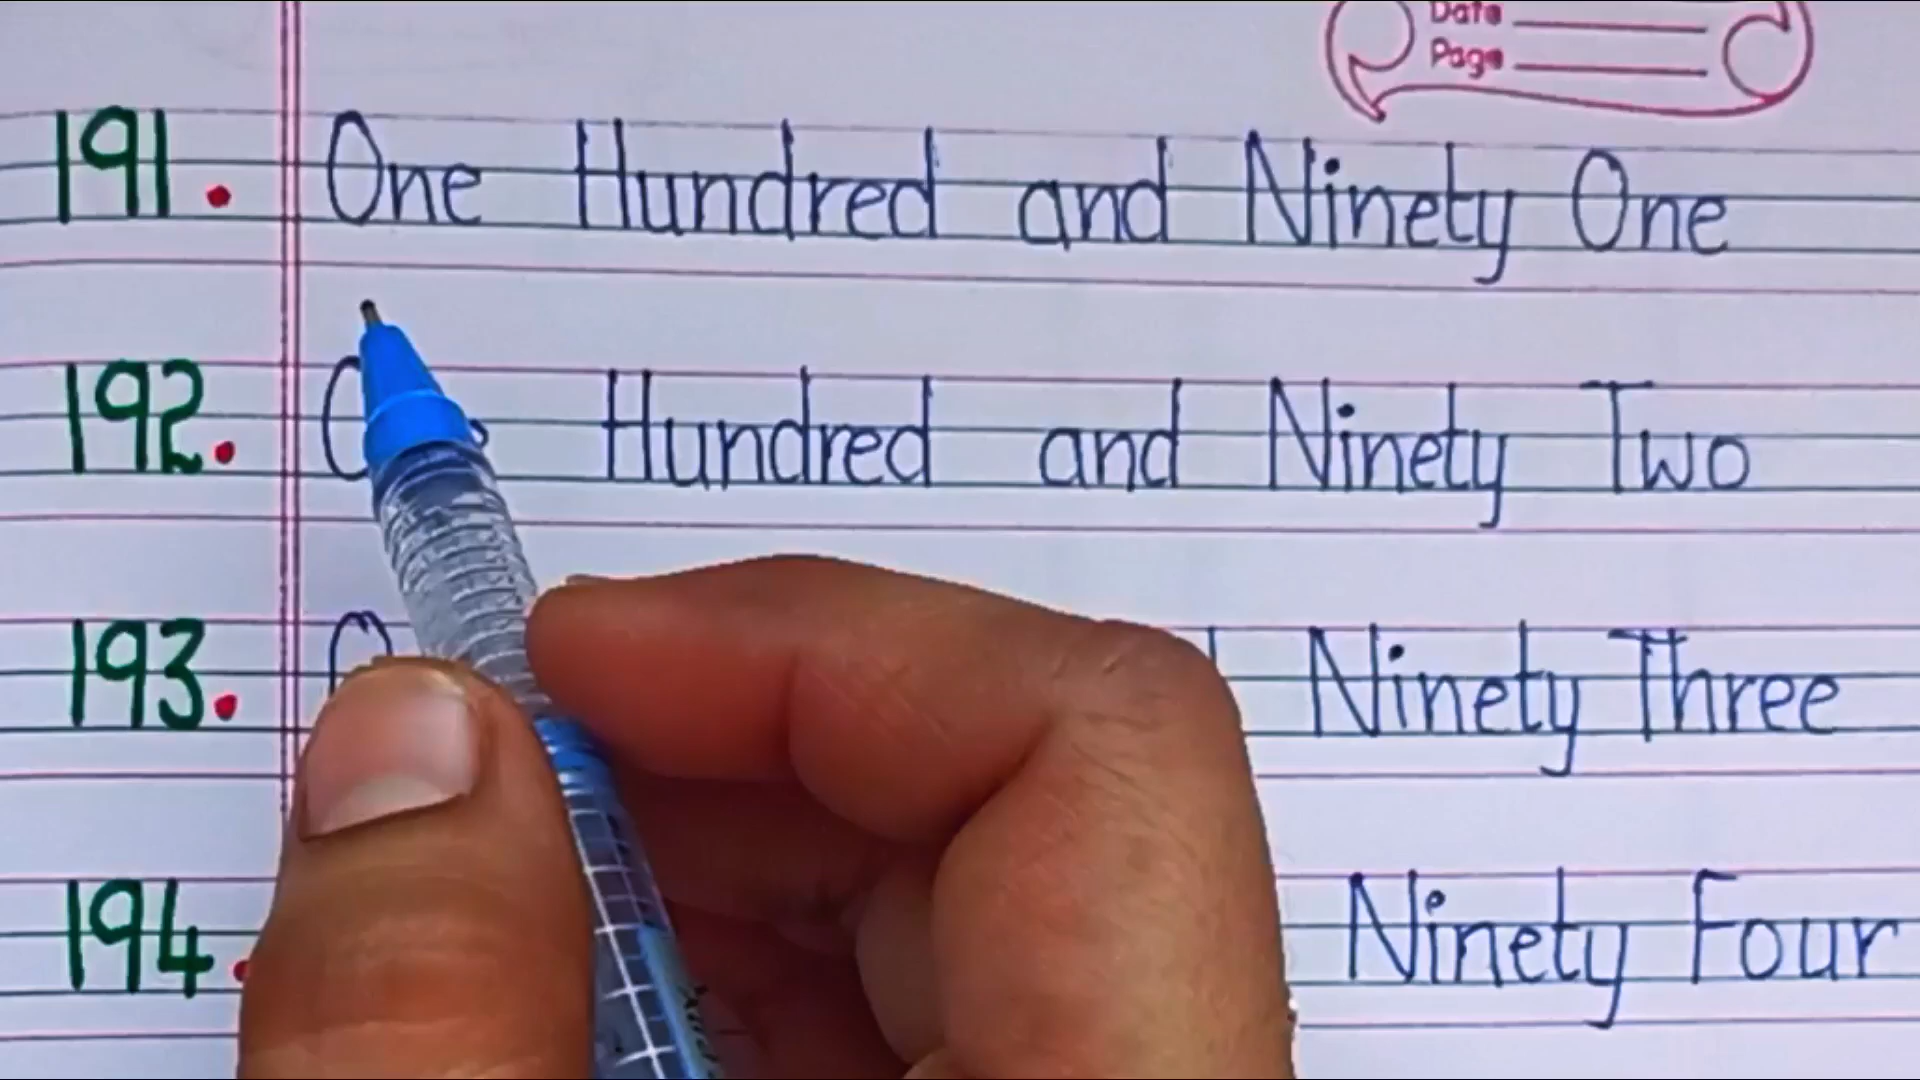 Date
Page
191. One Hundred and Ninety One
192. Hundred and Ninety Two
193. Ninety Three
194. Ninety Four